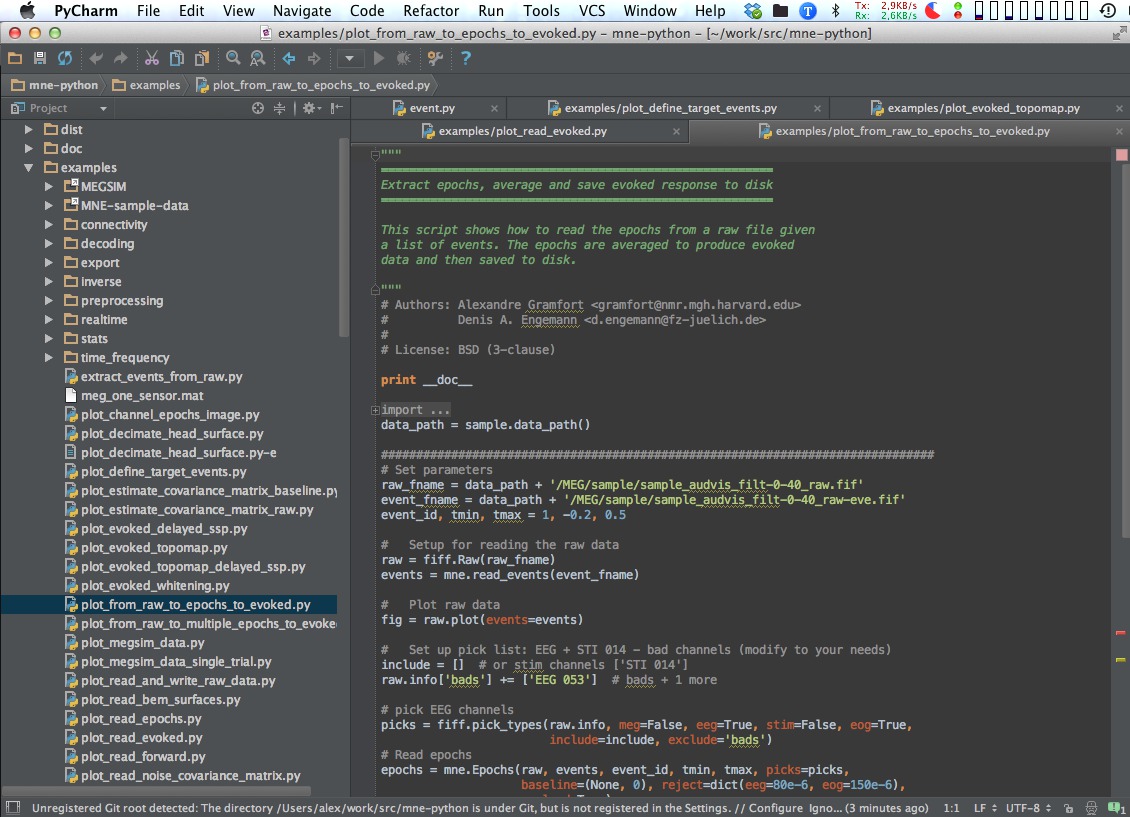 PyCharm File Edit View Navigate Code Refactor Run Tools VCS Window Help Tx: 2,9KB/s
Rx: 2,6KB/s
examples/plot_from_raw_to_epochs_to_evoked.py – mne-python – [~/work/src/mne-python]
mne-python examples plot_from_raw_to_epochs_to_evoked.py
Project
event.py examples/plot_define_target_events.py examples/plot_evoked_topomap.py
examples/plot_read_evoked.py examples/plot_from_raw_to_epochs_to_evoked.py
dist
doc
examples
MEGSIM
MNE-sample-data
connectivity
decoding
export
inverse
preprocessing
realtime
stats
time_frequency
extract_events_from_raw.py
meg_one_sensor.mat
plot_channel_epochs_image.py
plot_decimate_head_surface.py
plot_decimate_head_surface.py-e
plot_define_target_events.py
plot_estimate_covariance_matrix_baseline.py
plot_estimate_covariance_matrix_raw.py
plot_evoked_delayed_ssp.py
plot_evoked_topomap.py
plot_evoked_topomap_delayed_ssp.py
plot_evoked_whitening.py
plot_from_raw_to_epochs_to_evoked.py
plot_from_raw_to_multiple_epochs_to_evoke
plot_megsim_data.py
plot_megsim_data_single_trial.py
plot_read_and_write_raw_data.py
plot_read_bem_surfaces.py
plot_read_epochs.py
plot_read_evoked.py
plot_read_forward.py
plot_read_noise_covariance_matrix.py
"""
========================================================
Extract epochs, average and save evoked response to disk
========================================================
This script shows how to read the epochs from a raw file given
a list of events. The epochs are averaged to produce evoked
data and then saved to disk.
"""
# Authors: Alexandre Gramfort <gramfort@nmr.mgh.harvard.edu>
#          Denis A. Engemann <d.engemann@fz-juelich.de>
#
# License: BSD (3-clause)
print __doc__
import ...
data_path = sample.data_path()
###############################################################################
# Set parameters
raw_fname = data_path + '/MEG/sample/sample_audvis_filt-0-40_raw.fif'
event_fname = data_path + '/MEG/sample/sample_audvis_filt-0-40_raw-eve.fif'
event_id, tmin, tmax = 1, -0.2, 0.5
#   Setup for reading the raw data
raw = fiff.Raw(raw_fname)
events = mne.read_events(event_fname)
#   Plot raw data
fig = raw.plot(events=events)
#   Set up pick list: EEG + STI 014 - bad channels (modify to your needs)
include = []  # or stim channels ['STI 014']
raw.info['bads'] += ['EEG 053']  # bads + 1 more
# pick EEG channels
picks = fiff.pick_types(raw.info, meg=False, eeg=True, stim=False, eog=True,
                        include=include, exclude='bads')
# Read epochs
epochs = mne.Epochs(raw, events, event_id, tmin, tmax, picks=picks,
                    baseline=(None, 0), reject=dict(eeg=80e-6, eog=150e-6),
Unregistered Git root detected: The directory /Users/alex/work/src/mne-python is under Git, but is not registered in the Settings. // Configure Igno... (3 minutes ago) 1:1 LF UTF-8 1